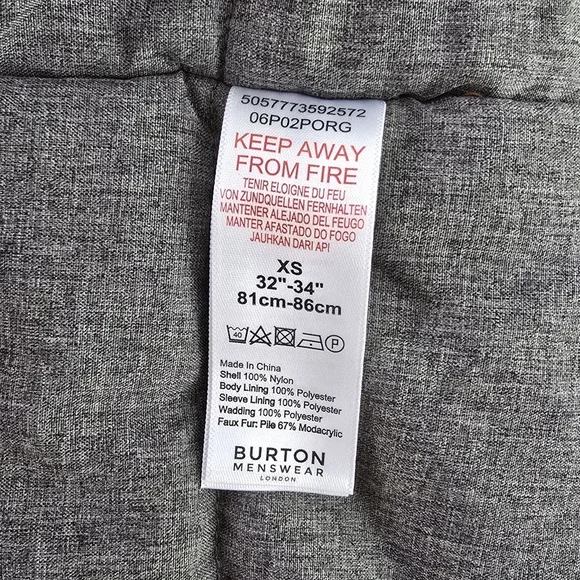 5057773592572
06P02PORG
KEEP AWAY
FROM FIRE
TENIR ELOIGNE DU FEU
VON ZUNDQUELLEN FERNHALTEN
MANTENER ALEJADO DEL FEUGO
MANTER AFASTADO DO FOGO
JAUHKAN DARI API
XS
32"-34"
81cm-86cm
40 P
Made in China
Shell 100% Nylon
Body Lining 100% Polyester
Sleeve Lining 100% Polyester
Wadding 100% Polyester
Faux Fur: Pile 67% Modacrylic
BURTON
MENSWEAR
LONDON